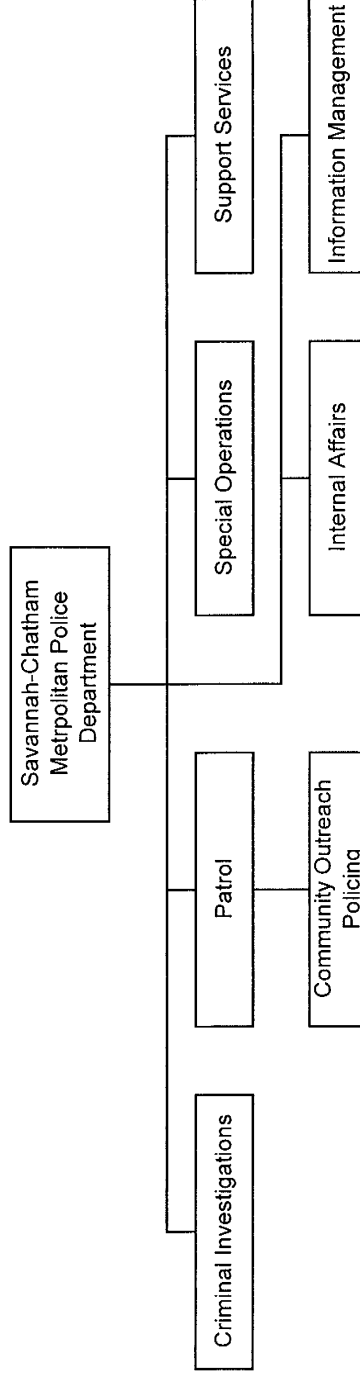 Savannah-Chatham
Metrpolitan Police
Department
Criminal Investigations
Patrol
Special Operations
Support Services
Community Outreach
Policing
Internal Affairs
Information Management